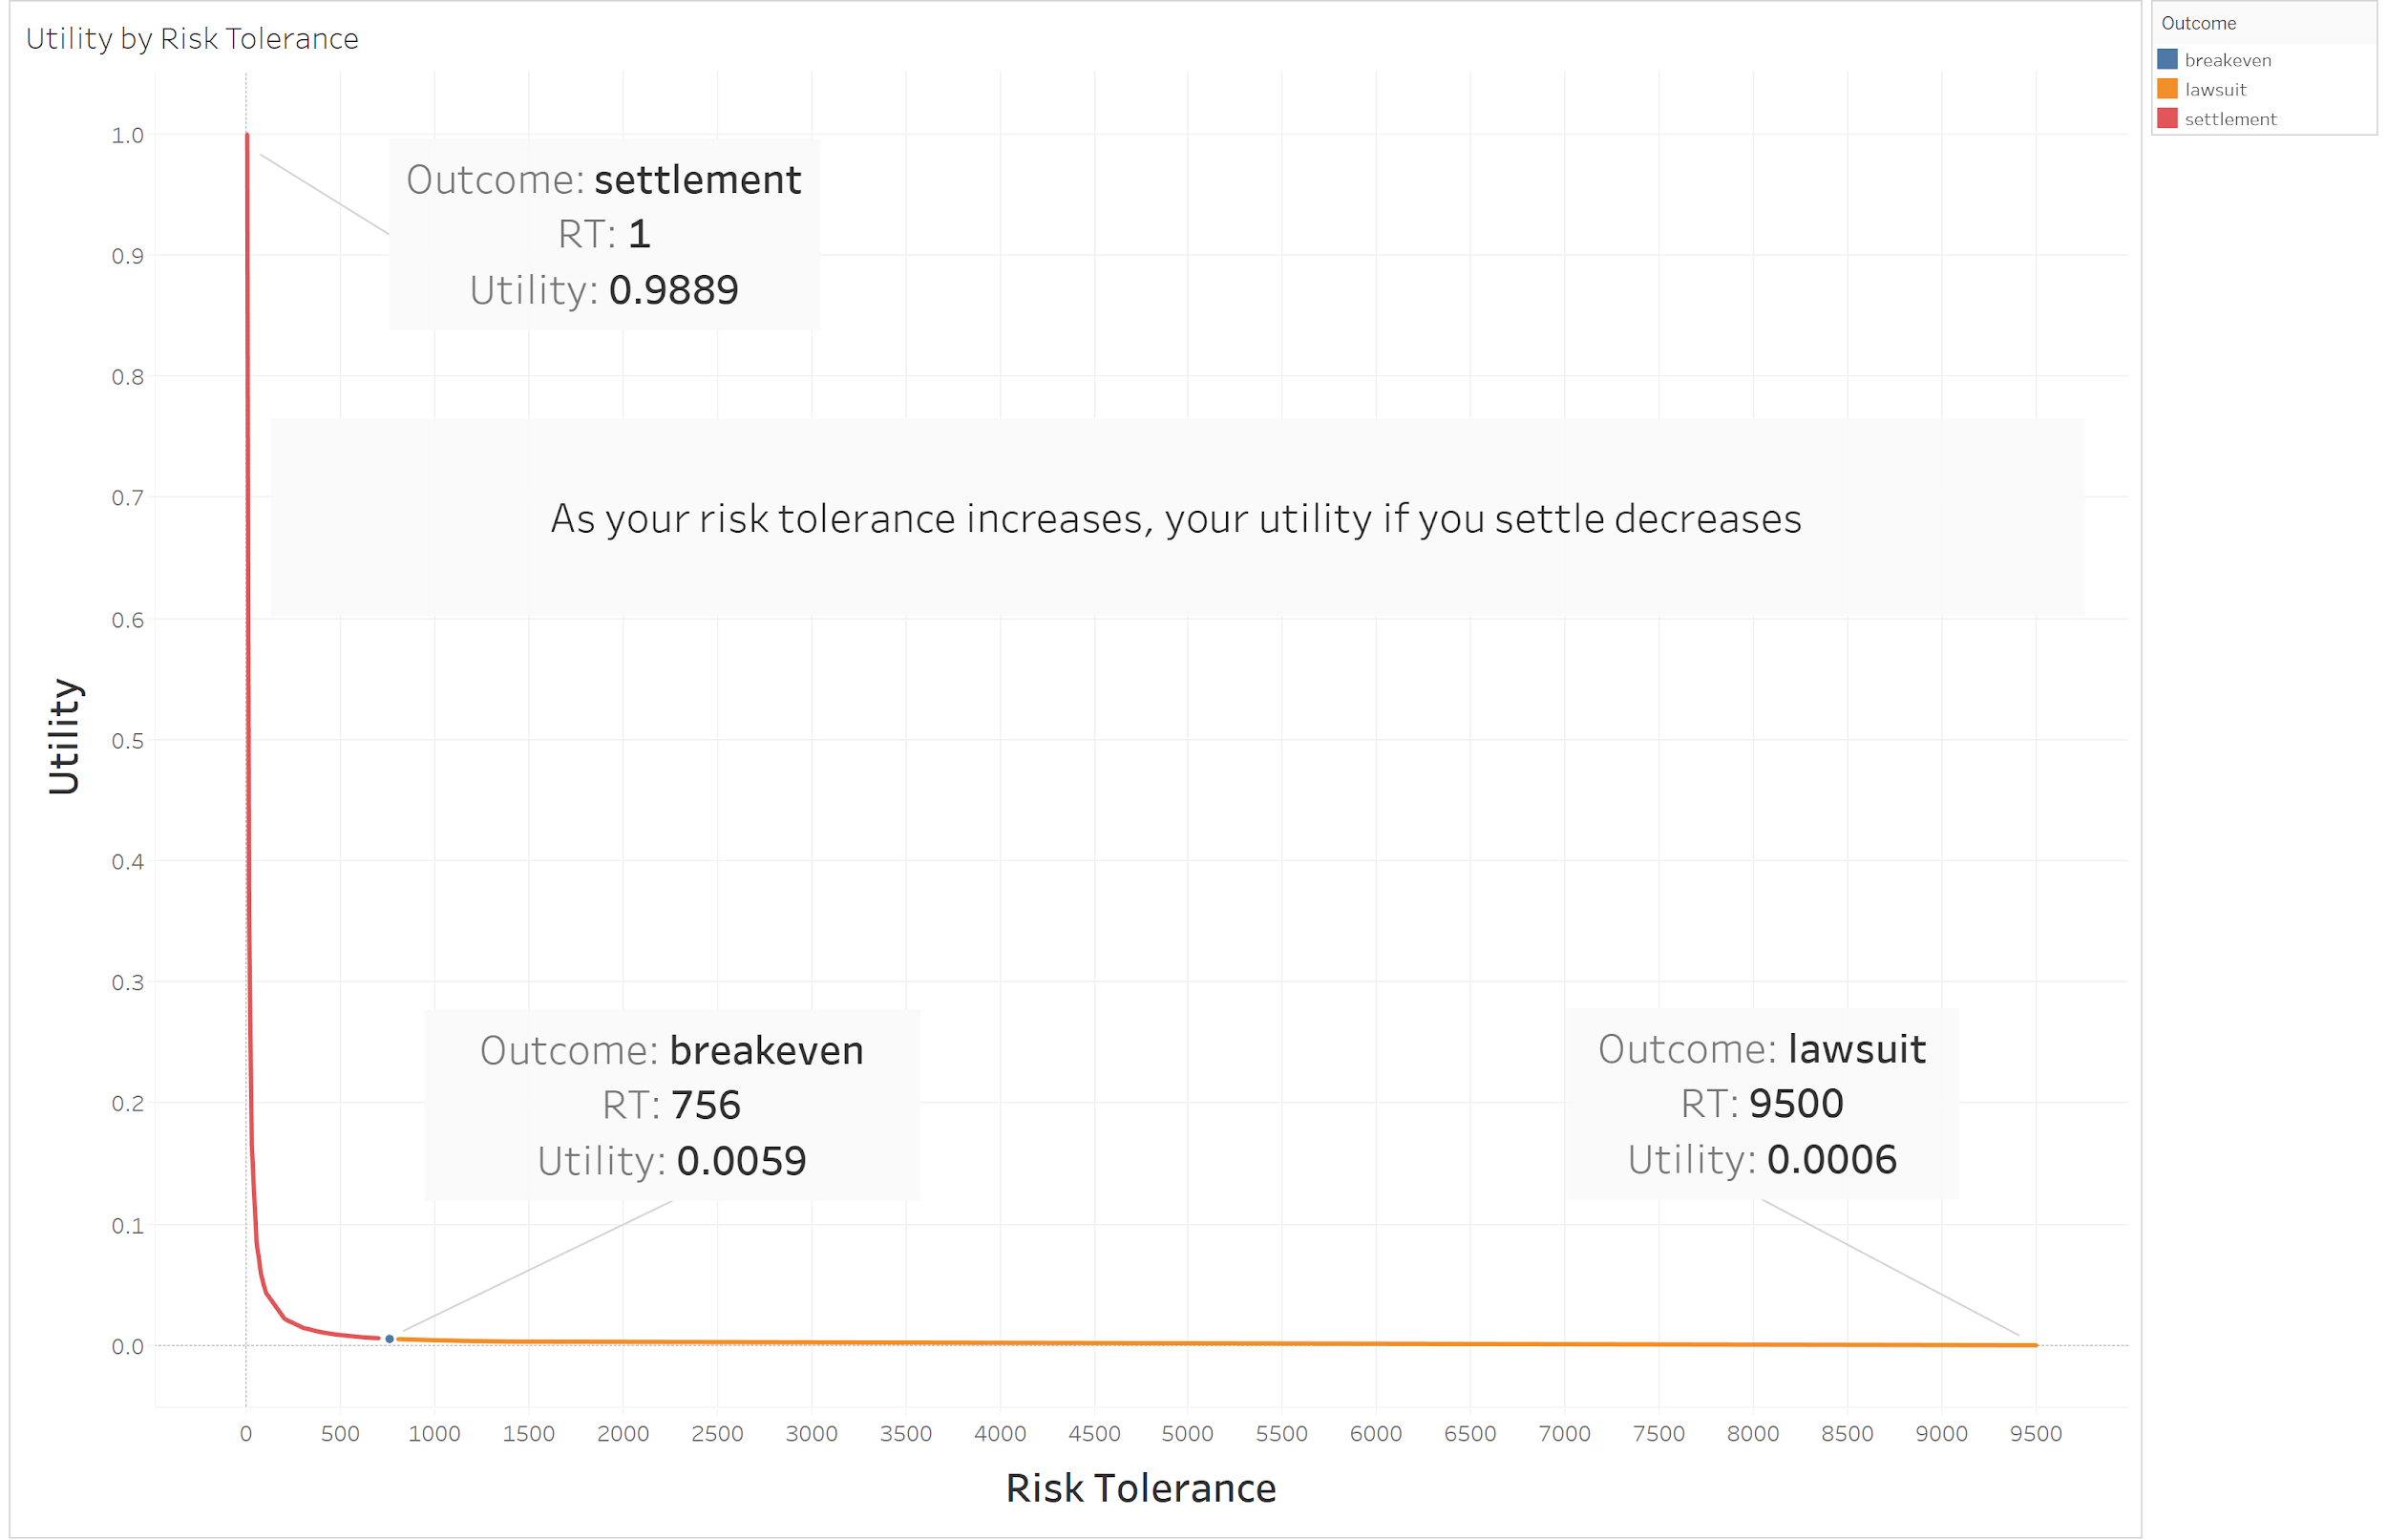 Utility by Risk Tolerance
Outcome
breakeven
lawsuit
settlement
1.0
0.9
0.8
0.7
0.6
0.5
0.4
0.3
0.2
0.1
0.0
Utility
Outcome: settlement
RT: 1
Utility: 0.9889
As your risk tolerance increases, your utility if you settle decreases
Outcome: breakeven
RT: 756
Utility: 0.0059
Outcome: lawsuit
RT: 9500
Utility: 0.0006
0 500 1000 1500 2000 2500 3000 3500 4000 4500 5000 5500 6000 6500 7000 7500 8000 8500 9000 9500
Risk Tolerance